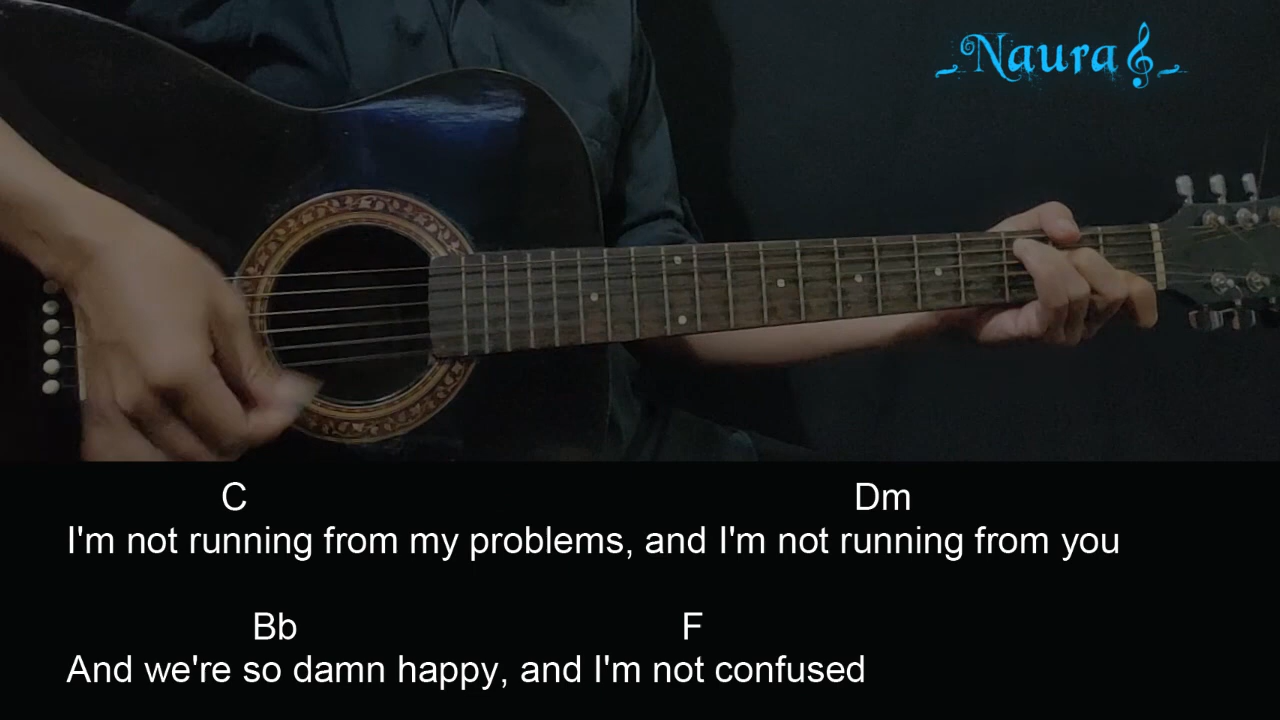 Naura
C Dm
I'm not running from my problems, and I'm not running from you
Bb F
And we're so damn happy, and I'm not confused